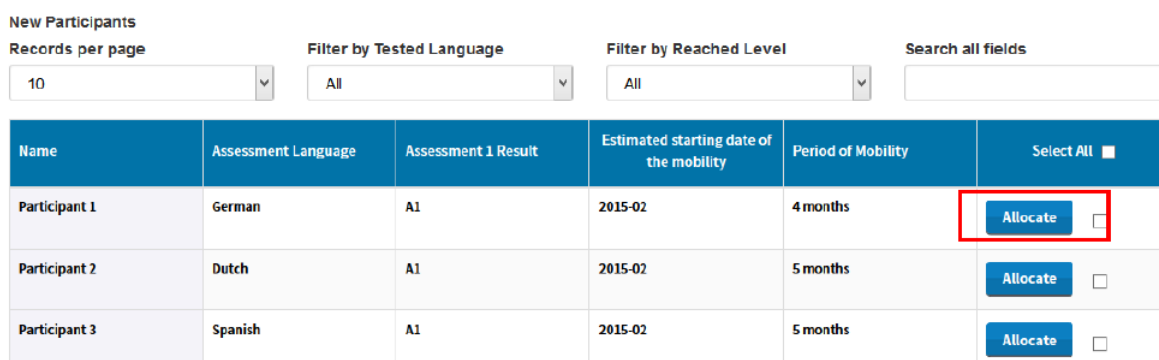 New Participants
Records per page Filter by Tested Language Filter by Reached Level Search all fields
10 All All
Name Assessment Language Assessment 1 Result Estimated starting date of the mobility Period of Mobility Select All
Participant 1 German A1 2015-02 4 months Allocate
Participant 2 Dutch A1 2015-02 5 months Allocate
Participant 3 Spanish A1 2015-02 5 months Allocate